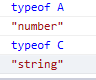 typeof A
"number"
typeof C
"string"